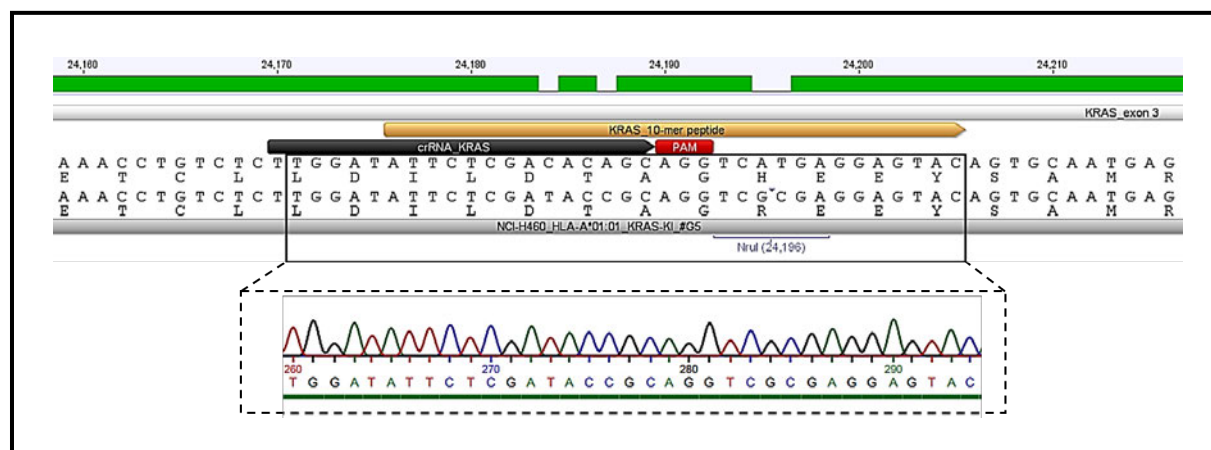 24,160 24,170 24,180 24,190 24,200 24,210
KRAS_exon 3
KRAS_10-mer peptide
crRNA_KRAS PAM
A A A C C T G T C T C T T G G A T A T T C T C G A C A C A G C A G G T C A T G A G G A G T A C A G T G C A A T G A G
E T C L L D I L D T A G H E E Y S A M R
A A A C C T G T C T C T T G G A T A T T C T C G A T A C C G C A G G T C G C G A G G A G T A C A G T G C A A T G A G
E T C L L D I L D T A G R E E Y S A M R
NCI-H460_HLA-A*01:01_KRAS-KI_#G5
NruI (24,196)
260 270 280 290
T G G A T A T T C T C G A T A C C G C A G G T C G C G A G G A G T A C